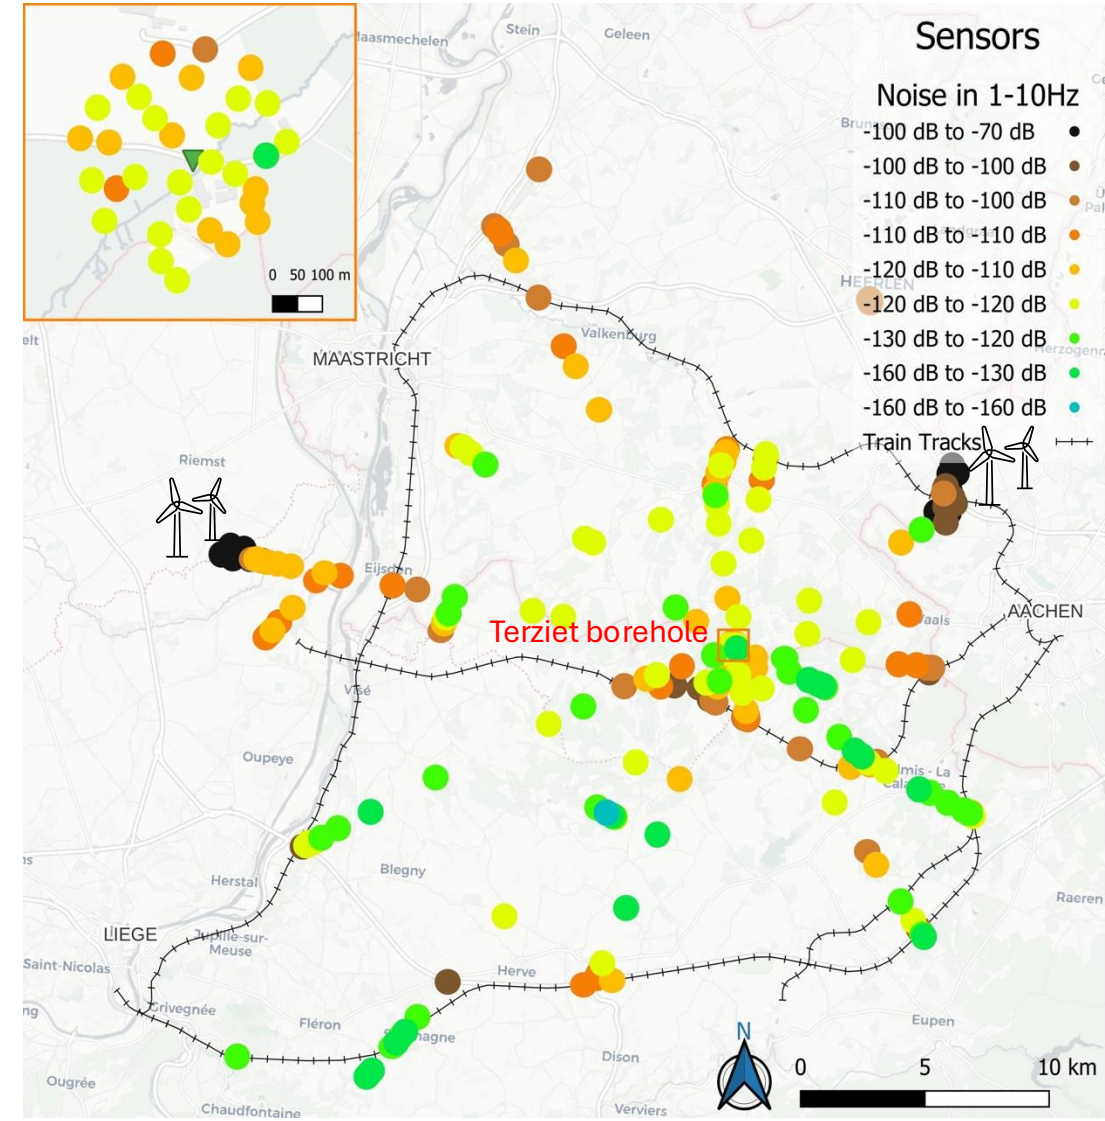 Sensors
Noise in 1-10Hz
-100 dB to -70 dB
-100 dB to -100 dB
-110 dB to -100 dB
-110 dB to -110 dB
-120 dB to -110 dB
-120 dB to -120 dB
-130 dB to -120 dB
-160 dB to -130 dB
-160 dB to -160 dB
Train Tracks
0 50 100 m
Maasmechelen
Stein
Geleen
HEERLEN
Valkenburg
MAASTRICHT
Riemst
Eijsden
AACHEN
Vaals
Terziet borehole
Visé
Oupeye
Blegny
Herstal
Raeren
LIEGE
Jupille-sur-
Meuse
Saint-Nicolas
Herve
Grivegnée
Fléron
Eupen
Dison
Ougrée
Chaudfontaine
Verviers
N
0 5 10 km